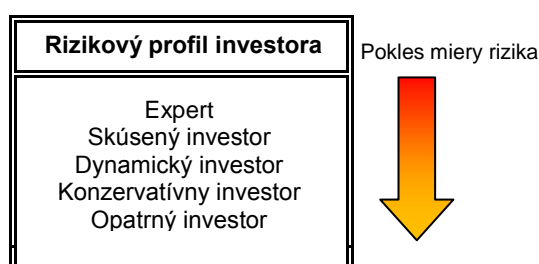 Rizikový profil investora
Pokles miery rizika
Expert
Skúsený investor
Dynamický investor
Konzervatívny investor
Opatrný investor